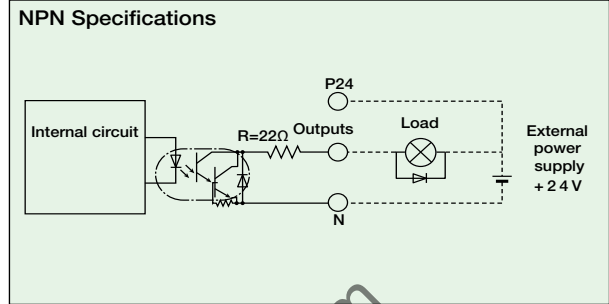 NPN Specifications
P24
Internal circuit
R=22Ω
Outputs
Load
External
power
supply
+24V
N
m